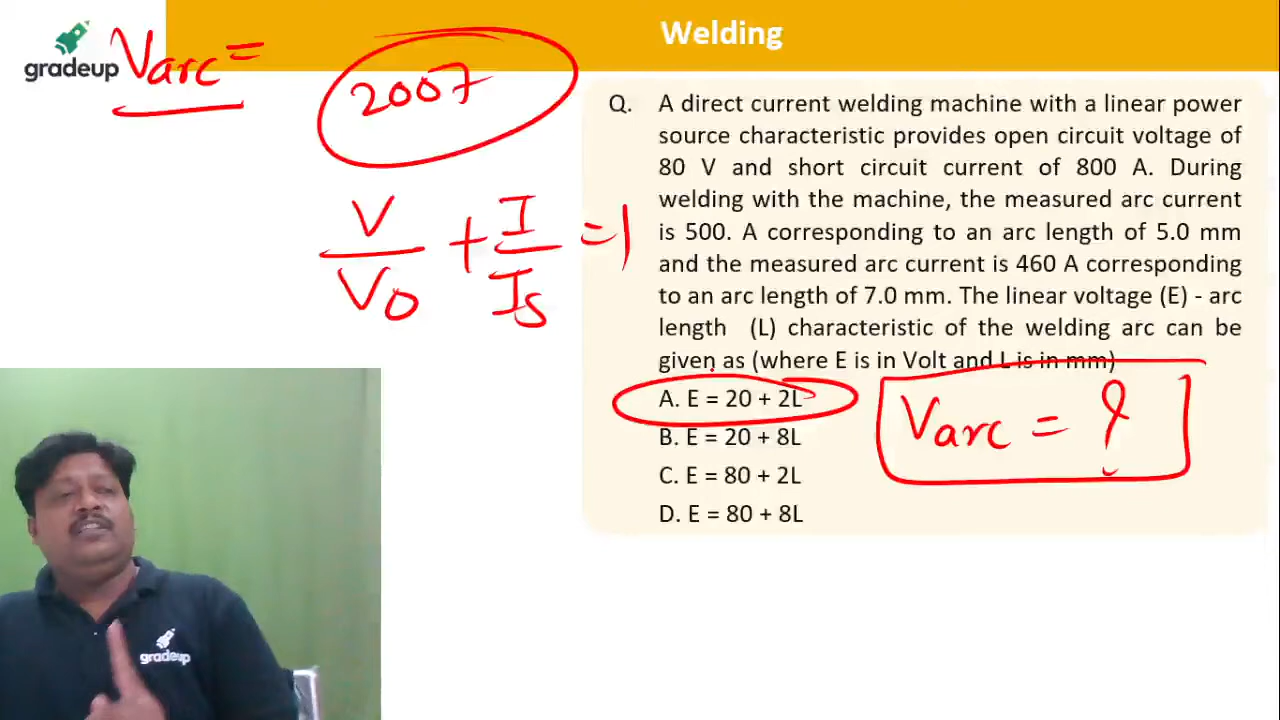 Welding
gradeup
Varc =
2007
V/V0 + I/Is = 1
Q. A direct current welding machine with a linear power
source characteristic provides open circuit voltage of
80 V and short circuit current of 800 A. During
welding with the machine, the measured arc current
is 500. A corresponding to an arc length of 5.0 mm
and the measured arc current is 460 A corresponding
to an arc length of 7.0 mm. The linear voltage (E) - arc
length (L) characteristic of the welding arc can be
given as (where E is in Volt and L is in mm)
A. E = 20 + 2L
B. E = 20 + 8L
C. E = 80 + 2L
D. E = 80 + 8L
Varc = ?
gradeup